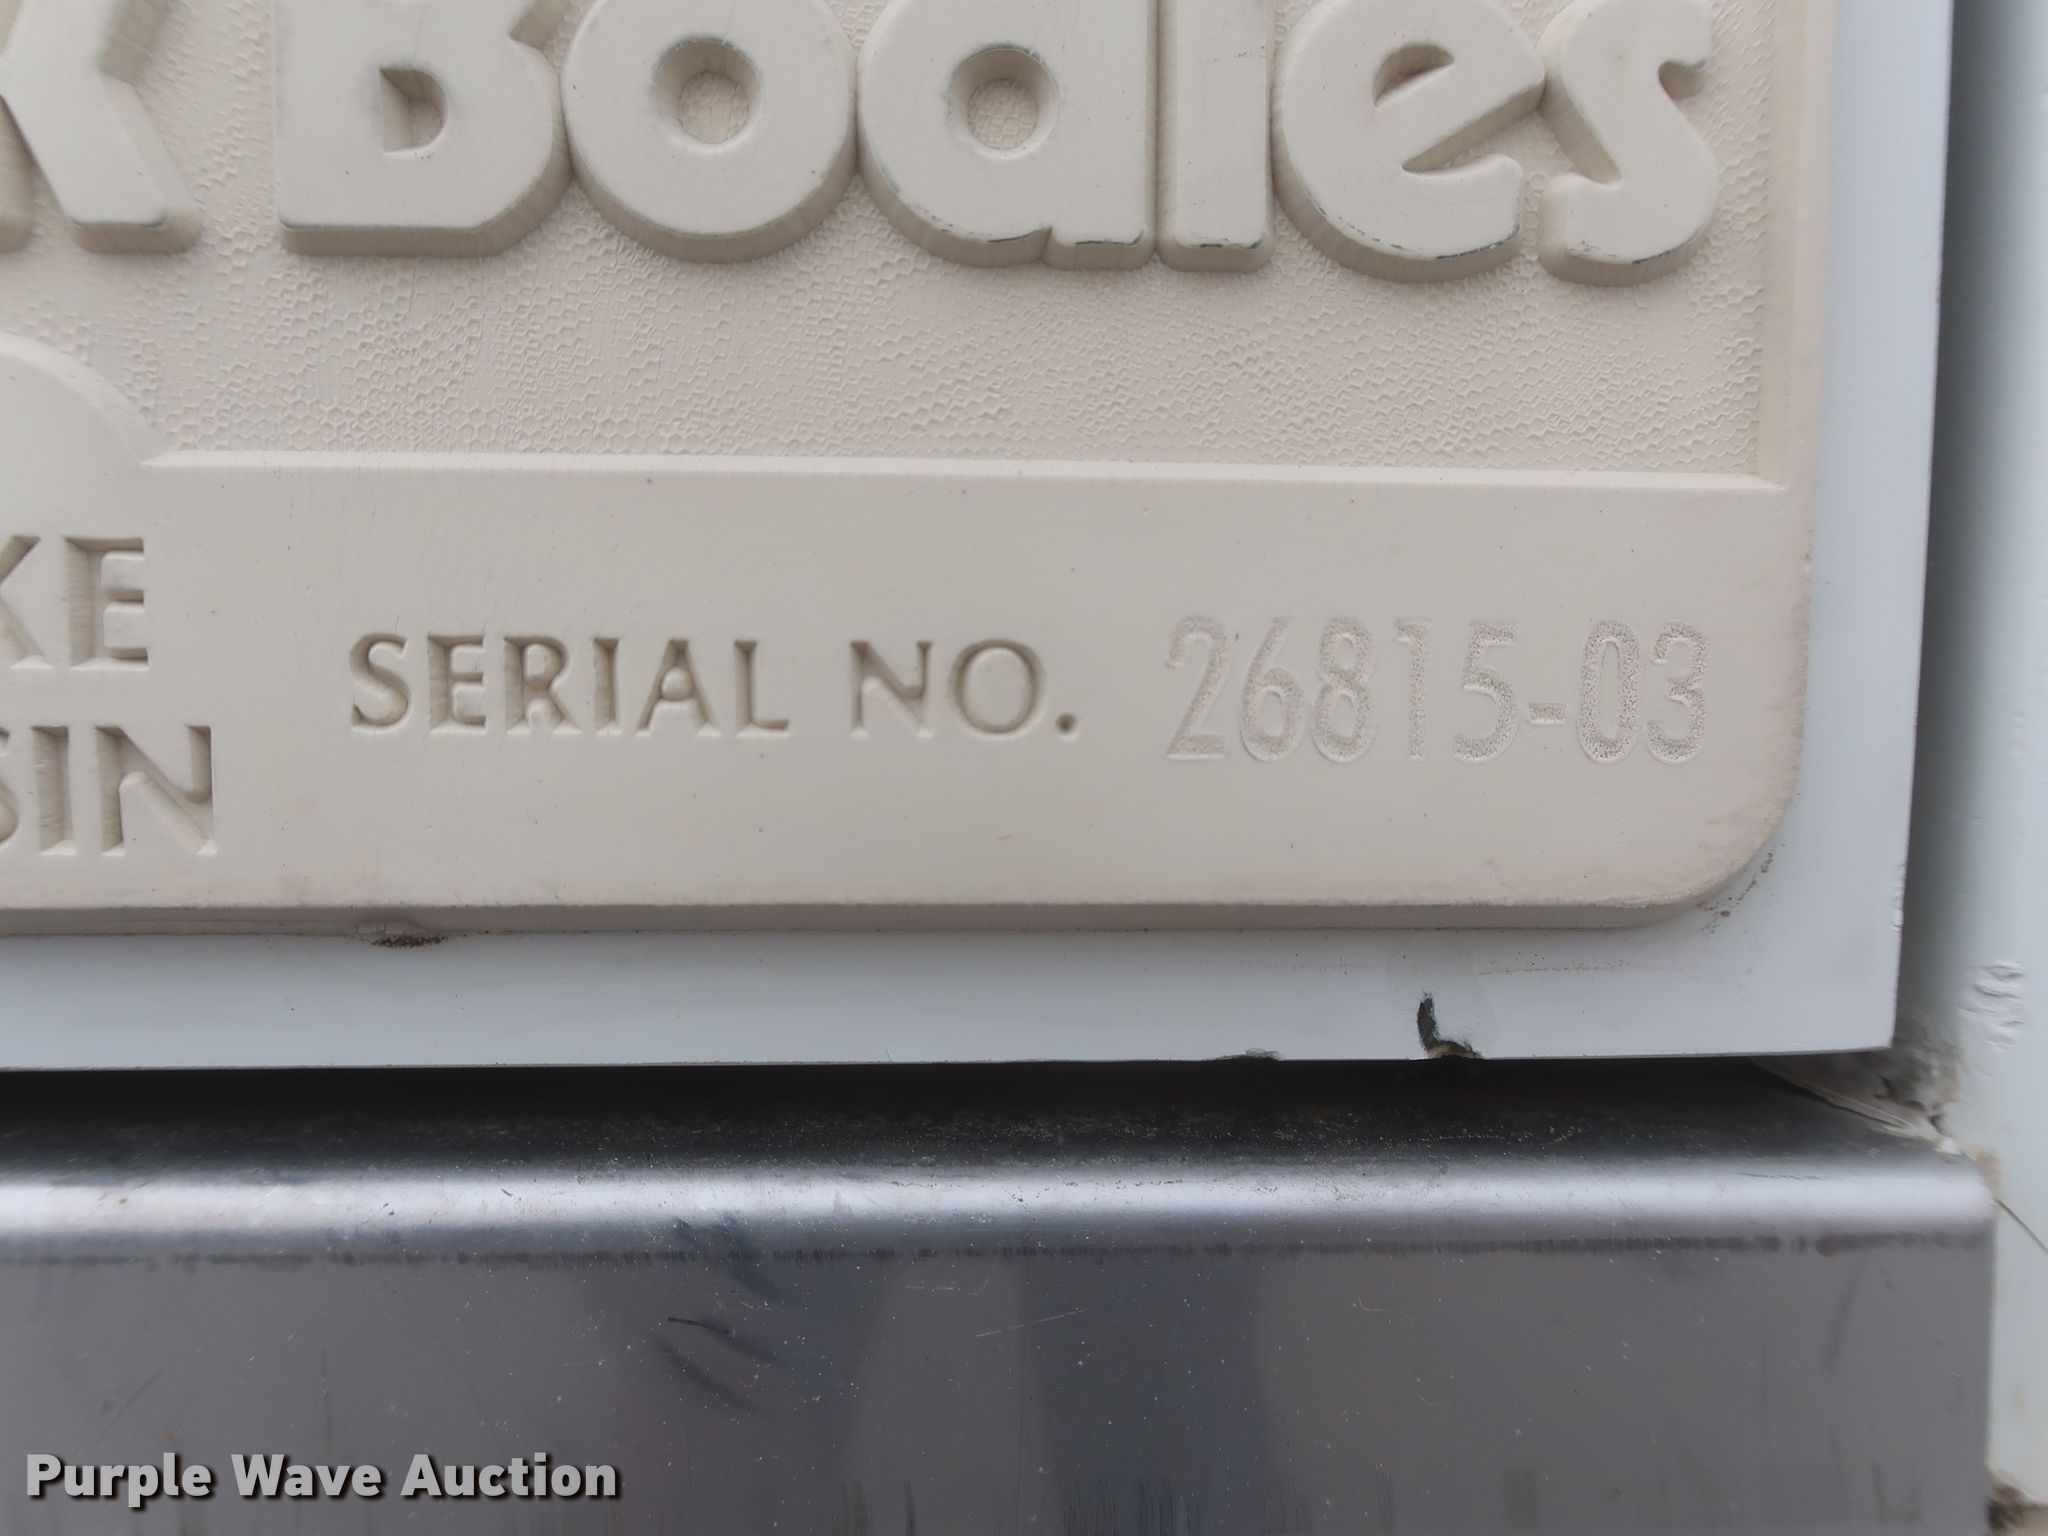 K Bodies
KE
SERIAL NO. 26815-03
SIN
Purple Wave Auction